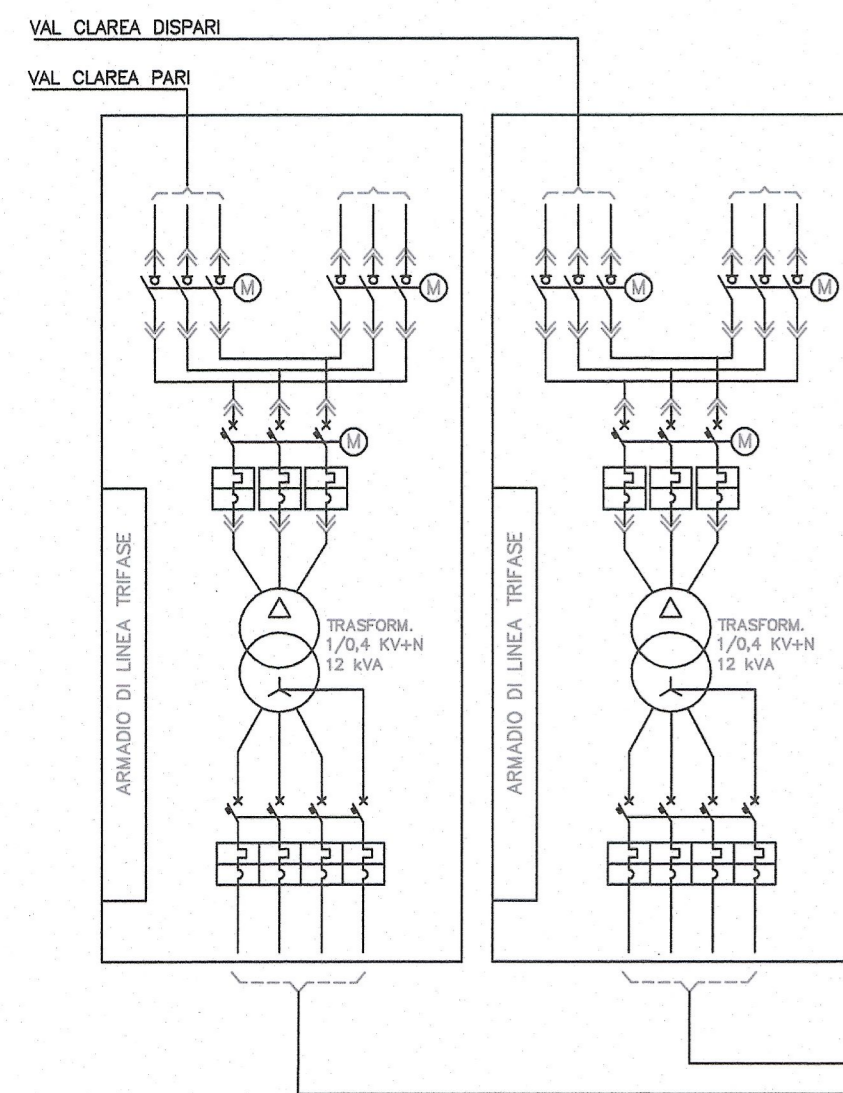 VAL CLAREA DISPARI
VAL CLAREA PARI
M
M
M
M
M
M
ARMADIO DI LINEA TRIFASE
TRASFORM.
1/0,4 KV+N
12 kVA
ARMADIO DI LINEA TRIFASE
TRASFORM.
1/0,4 KV+N
12 kVA